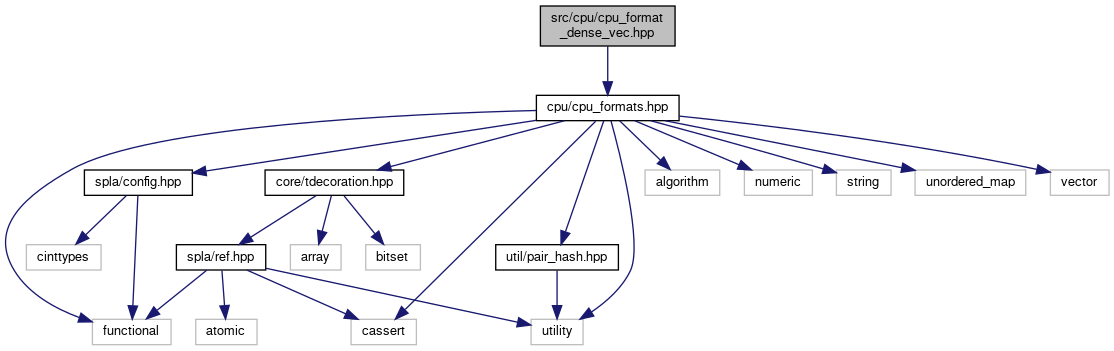 src/cpu/cpu_format
_dense_vec.hpp
cpu/cpu_formats.hpp
spla/config.hpp
core/tdecoration.hpp
algorithm
numeric
string
unordered_map
vector
cinttypes
spla/ref.hpp
array
bitset
util/pair_hash.hpp
functional
atomic
cassert
utility